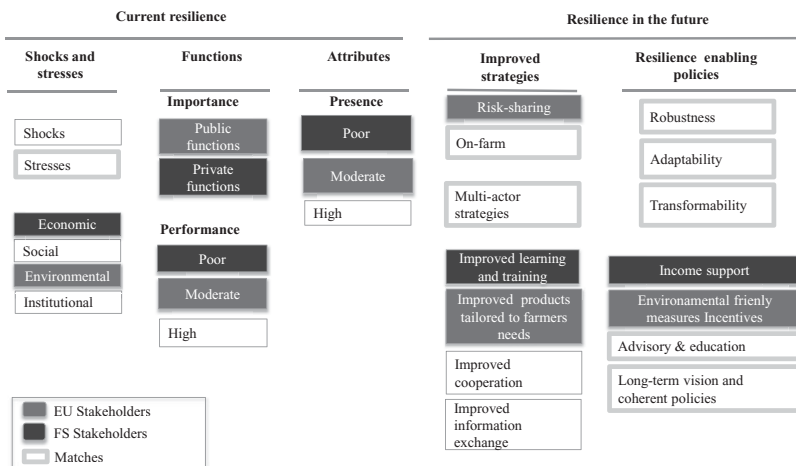 Current resilience
Resilience in the future
Shocks and
stresses
Functions
Attributes
Improved
strategies
Resilience enabling
policies
Importance
Presence
Shocks
Stresses
Public
functions
Private
functions
Poor
Moderate
High
Risk-sharing
On-farm
Multi-actor
strategies
Robustness
Adaptability
Transformability
Economic
Social
Environmental
Institutional
Performance
Poor
Moderate
High
Improved learning
and training
Improved products
tailored to farmers
needs
Improved
cooperation
Improved
information
exchange
Income support
Environamental frienly
measures Incentives
Advisory & education
Long-term vision and
coherent policies
EU Stakeholders
FS Stakeholders
Matches